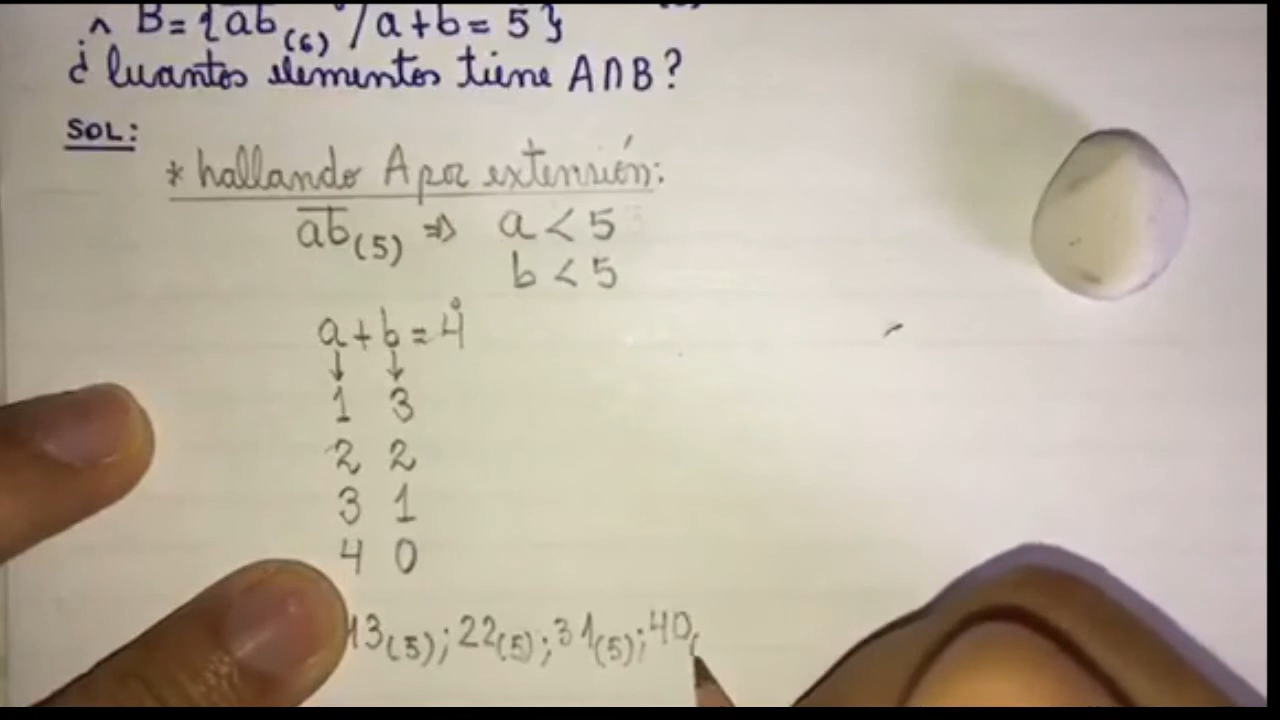 ∧ B={ab̅(6) / a+b=5}
¿ Cuantos elementos tiene A∩B?
SOL:
* hallando A por extensión:
a̅b̅(5) ⇒ a<5
b<5
a+b=4̊
↓ ↓
1 3
2 2
3 1
4 0
13(5); 22(5); 31(5); 40(